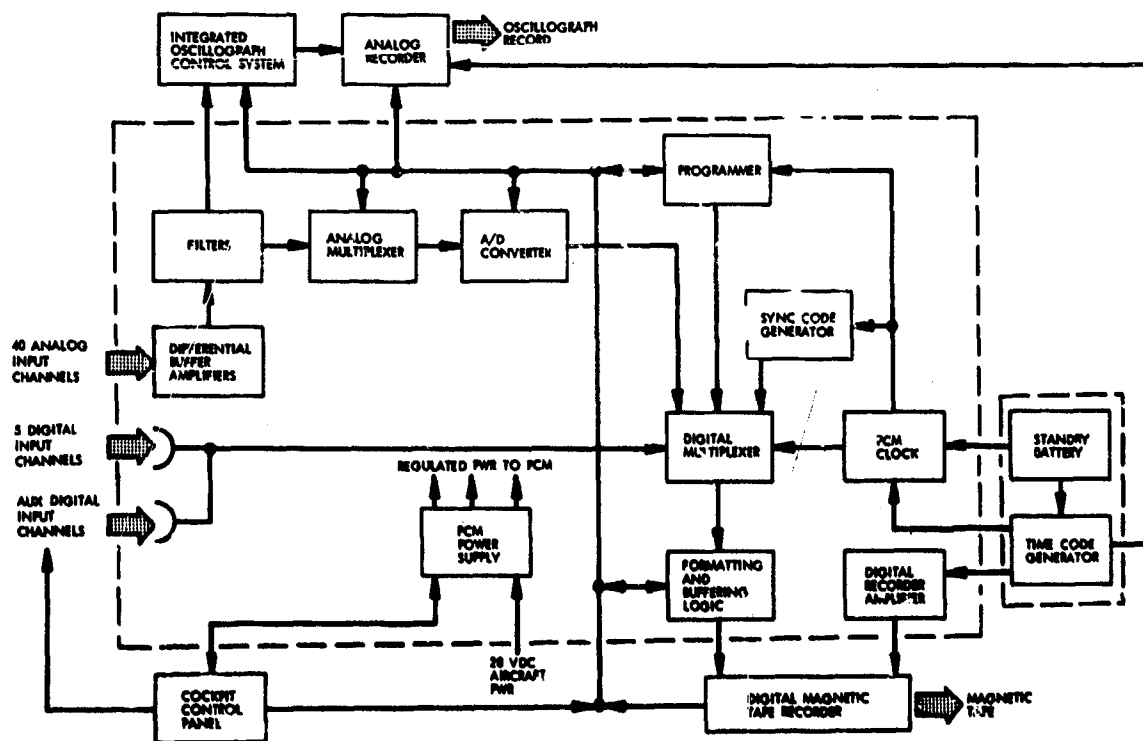 INTEGRATED
OSCILLOGRAPH
CONTROL SYSTEM
ANALOG
RECORDER
OSCILLOGRAPH
RECORD
PROGRAMMER
FILTERS
ANALOG
MULTIPLEXER
A/D
CONVERTER
SYNC CODE
GENERATOR
40 ANALOG
INPUT
CHANNELS
DIFFERENTIAL
BUFFER
AMPLIFIERS
5 DIGITAL
INPUT
CHANNELS
DIGITAL
MULTIPLEXER
PCM
CLOCK
STANDBY
BATTERY
REGULATED PWR TO PCM
AUX DIGITAL
INPUT
CHANNELS
PCM
POWER
SUPPLY
FORMATTING
AND
BUFFERING
LOGIC
DIGITAL
RECORDER
AMPLIFIER
TIME CODE
GENERATOR
28 VDC
AIRCRAFT
PWR
COCKPIT
CONTROL
PANEL
DIGITAL MAGNETIC
TAPE RECORDER
MAGNETIC
TAPE